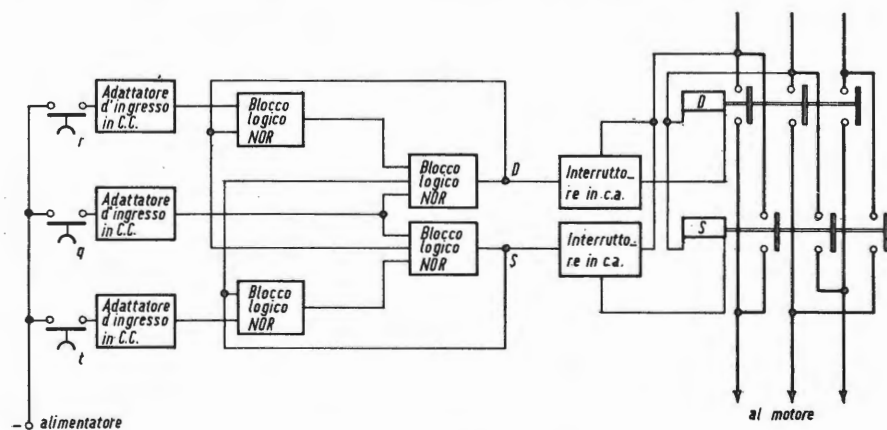 Adattatore
d'ingresso
in C.C.
r
Blocco
logico
NOR
Blocco
logico
NOR
D
Interrutto_
re in c.a.
D
Adattatore
d'ingresso
in C.C.
q
Blocco
logico
NOR
S
Interrutto_
re in c.a.
S
Adattatore
d'ingresso
in C.C.
t
Blocco
logico
NOR
− alimentatore
al motore